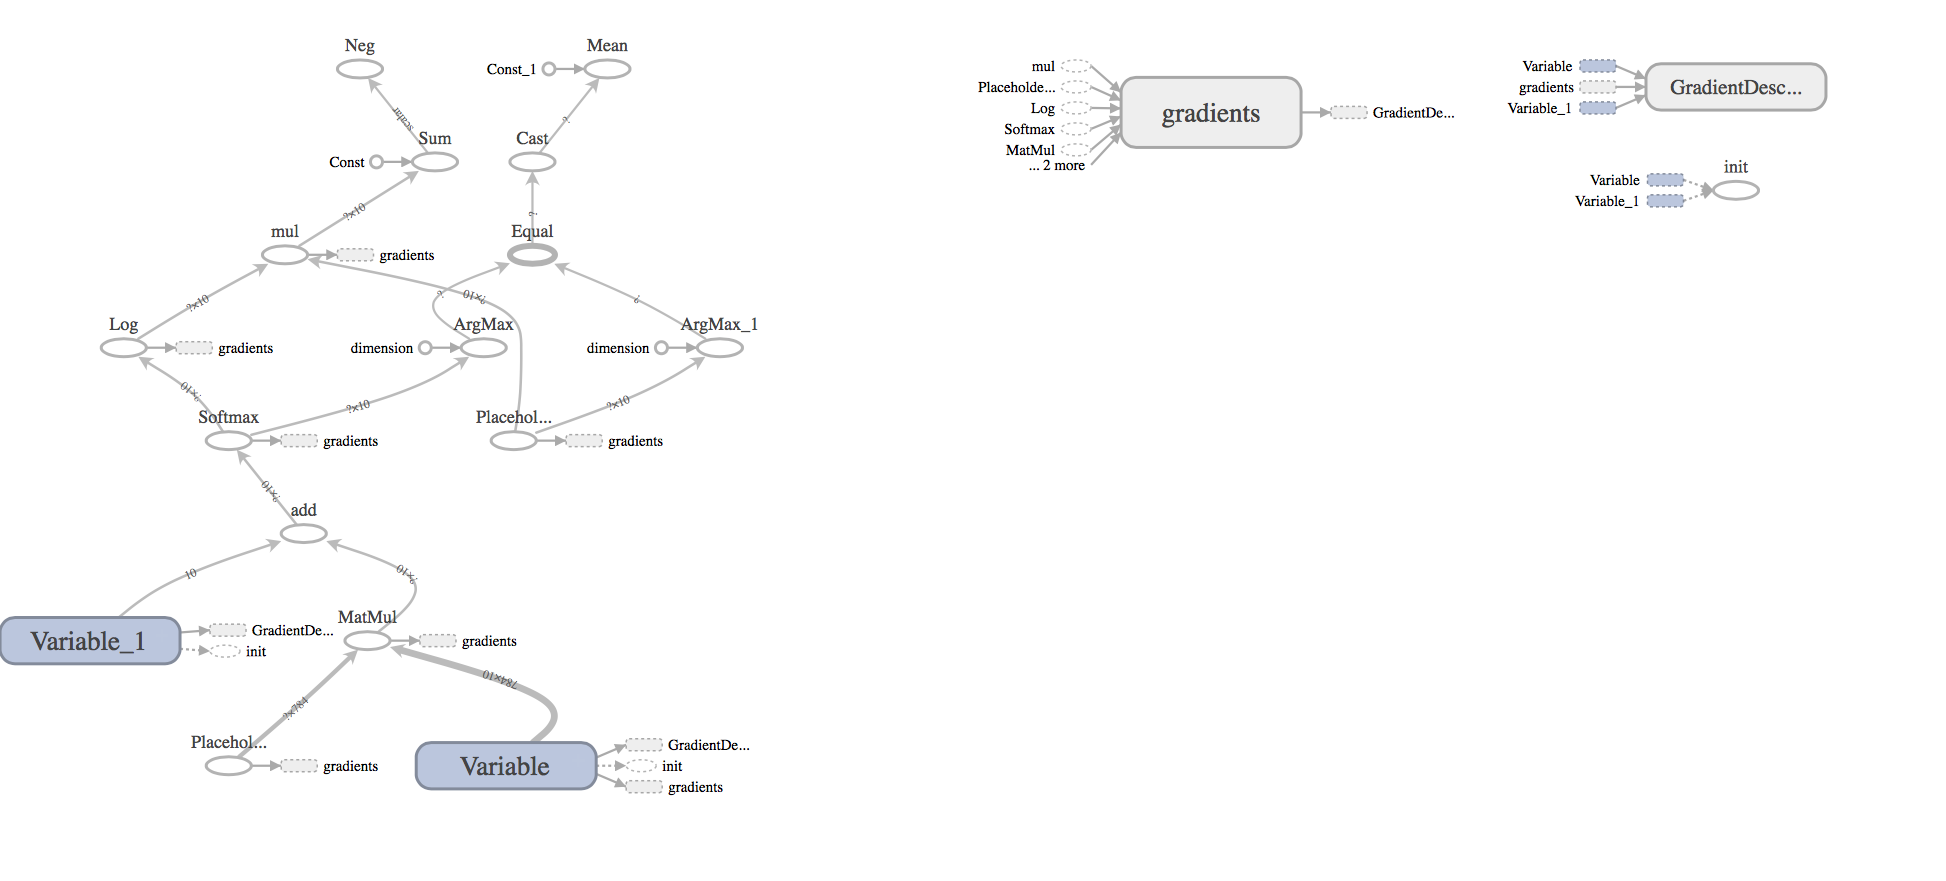 Neg
Mean
Const_1
scalar
?
Sum
Cast
Const
?×10
?
mul
Equal
gradients
?×10
?
?×10
?
Log
ArgMax
ArgMax_1
gradients
dimension
dimension
?×10
?×10
?×10
Softmax
Placehol...
gradients
gradients
?×10
add
10
?×10
Variable_1
GradientDe...
init
MatMul
gradients
?×784
784×10
Placehol...
gradients
Variable
GradientDe...
init
gradients
mul
Placeholde...
Log
Softmax
MatMul
... 2 more
gradients
GradientDe...
Variable
gradients
Variable_1
GradientDesc...
init
Variable
Variable_1